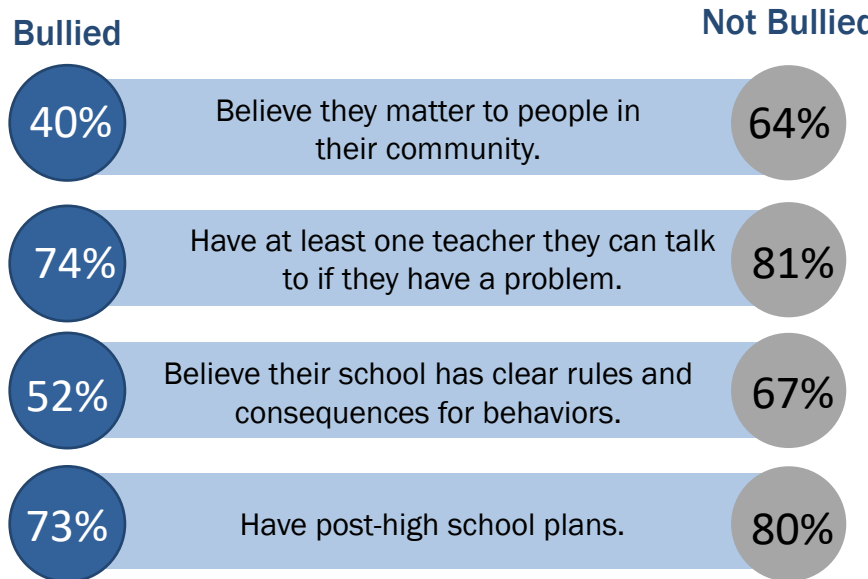 Bullied
Not Bullied
40%
Believe they matter to people in
their community.
64%
74%
Have at least one teacher they can talk
to if they have a problem.
81%
52%
Believe their school has clear rules and
consequences for behaviors.
67%
73%
Have post-high school plans.
80%